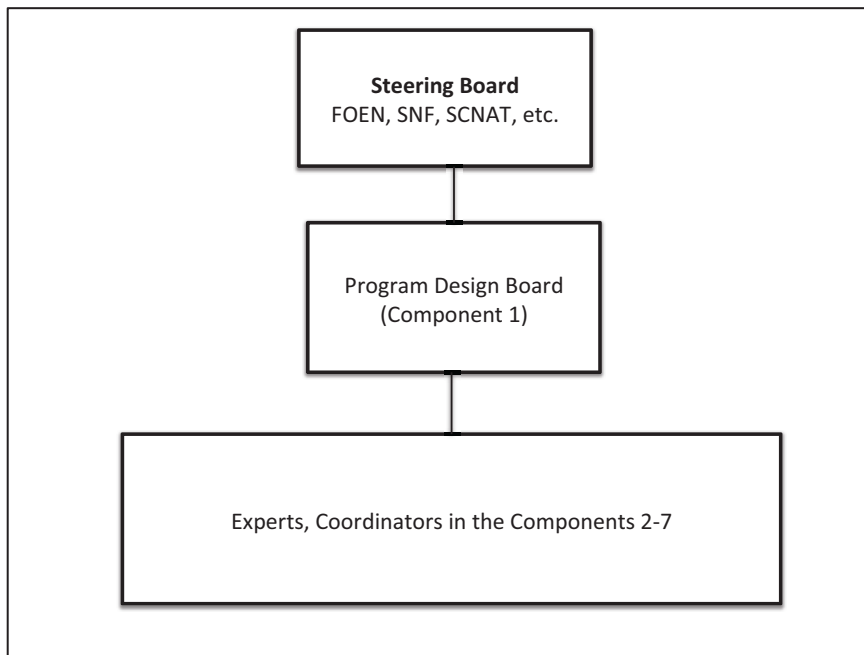 Steering Board
FOEN, SNF, SCNAT, etc.
Program Design Board
(Component 1)
Experts, Coordinators in the Components 2-7